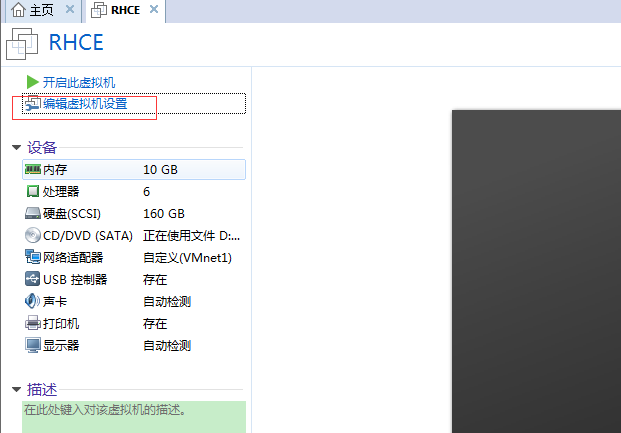 主页 RHCE
RHCE
开启此虚拟机
编辑虚拟机设置
设备
内存 10 GB
处理器 6
硬盘(SCSI) 160 GB
CD/DVD (SATA) 正在使用文件 D:...
网络适配器 自定义(VMnet1)
USB 控制器 存在
声卡 自动检测
打印机 存在
显示器 自动检测
描述
在此处键入对该虚拟机的描述。